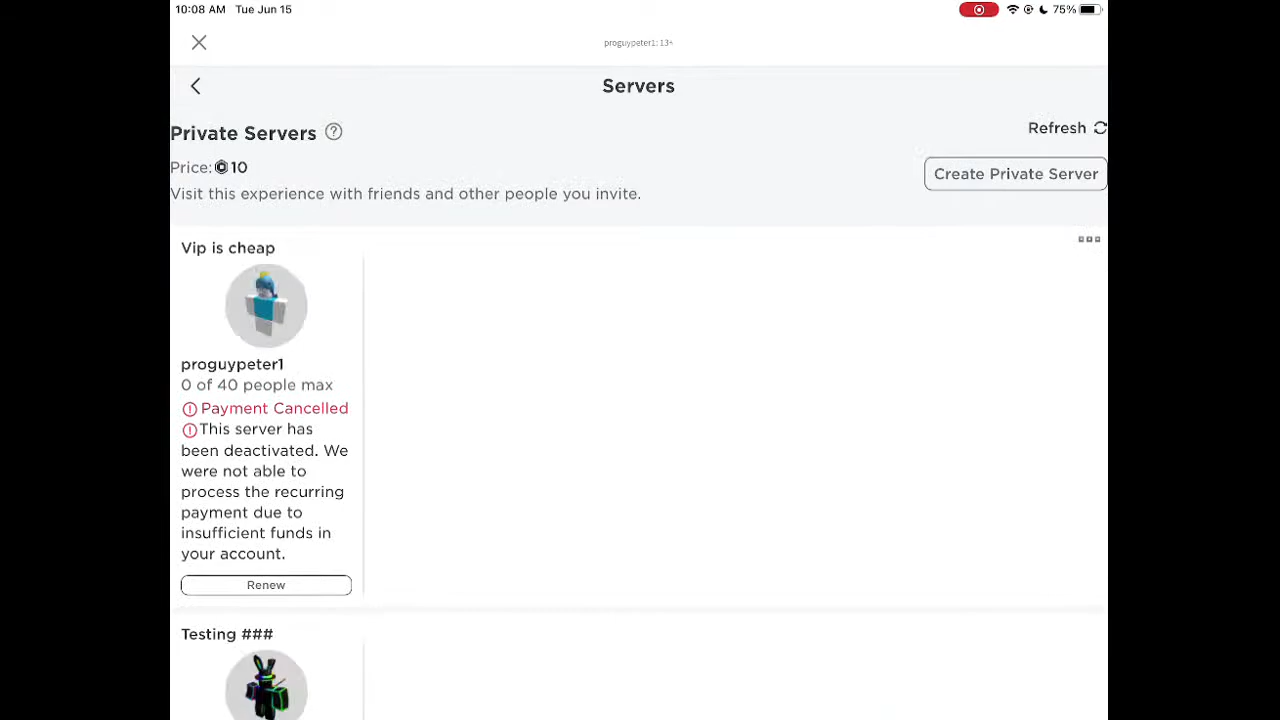 10:08 AM Tue Jun 15
75%
proguypeter1: 13+
Servers
Private Servers
Refresh
Price: 10
Create Private Server
Visit this experience with friends and other people you invite.
Vip is cheap
proguypeter1
0 of 40 people max
Payment Cancelled
This server has
been deactivated. We
were not able to
process the recurring
payment due to
insufficient funds in
your account.
Renew
Testing ###